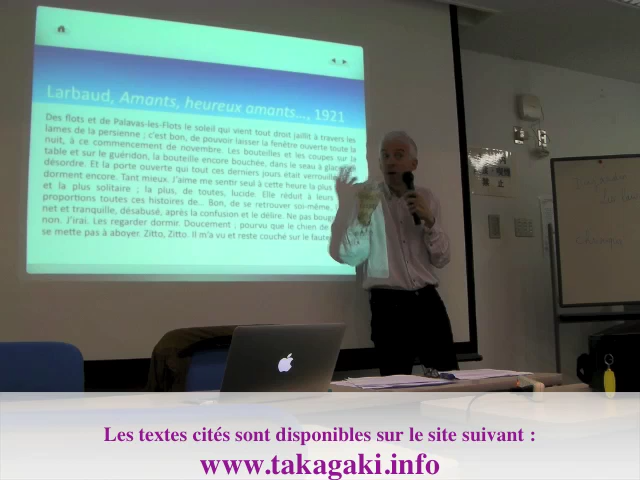 Larbaud, Amants, heureux amants..., 1921
Des flots et de Palavas-les-Flots le soleil qui vient tout droit jaillit à travers les
lames de la persienne ; c'est bon, de pouvoir laisser la fenêtre ouverte toute la
nuit, à ce commencement de novembre. Les bouteilles et les coupes sur la
table et sur le guéridon, la bouteille encore bouchée, dans le seau à glace
désordre. Et la porte ouverte qui tout ces derniers jours était verrouillée
dorment encore. Tant mieux. J'aime me sentir seul à cette heure la plus
et la plus solitaire ; la plus, de toutes, lucide. Elle réduit à leurs
proportions toutes ces histoires de... Bon, de se retrouver soi-même,
net et tranquille, désabusé, après la confusion et le délire. Ne pas boug
non. J'irai. Les regarder dormir. Doucement ; pourvu que le chien de
se mette pas à aboyer. Zitto, Zitto. Il m'a vu et reste couché sur le fauteu
禁止
Les textes cités sont disponibles sur le site suivant :
www.takagaki.info